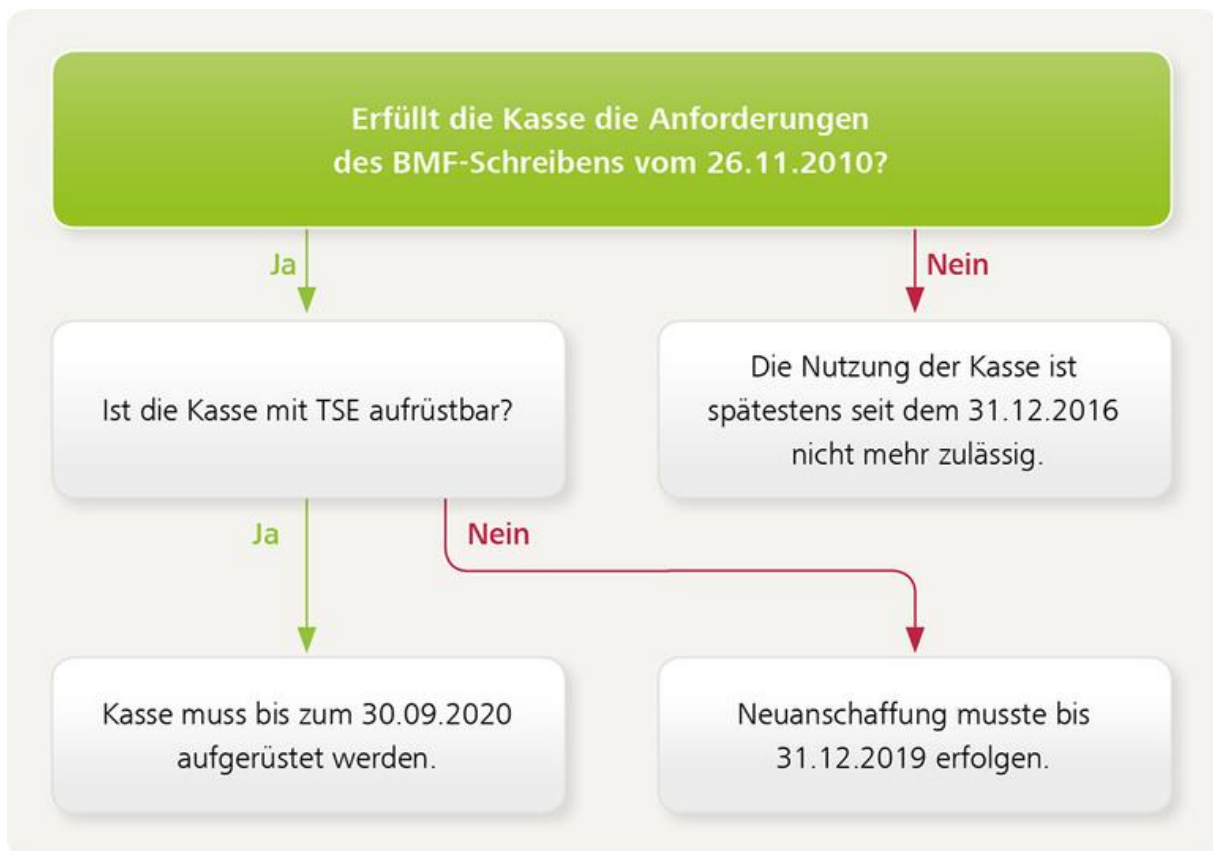 Erfüllt die Kasse die Anforderungen
des BMF-Schreibens vom 26.11.2010?
Ja
Nein
Ist die Kasse mit TSE aufrüstbar?
Die Nutzung der Kasse ist
spätestens seit dem 31.12.2016
nicht mehr zulässig.
Ja
Nein
Kasse muss bis zum 30.09.2020
aufgerüstet werden.
Neuanschaffung musste bis
31.12.2019 erfolgen.